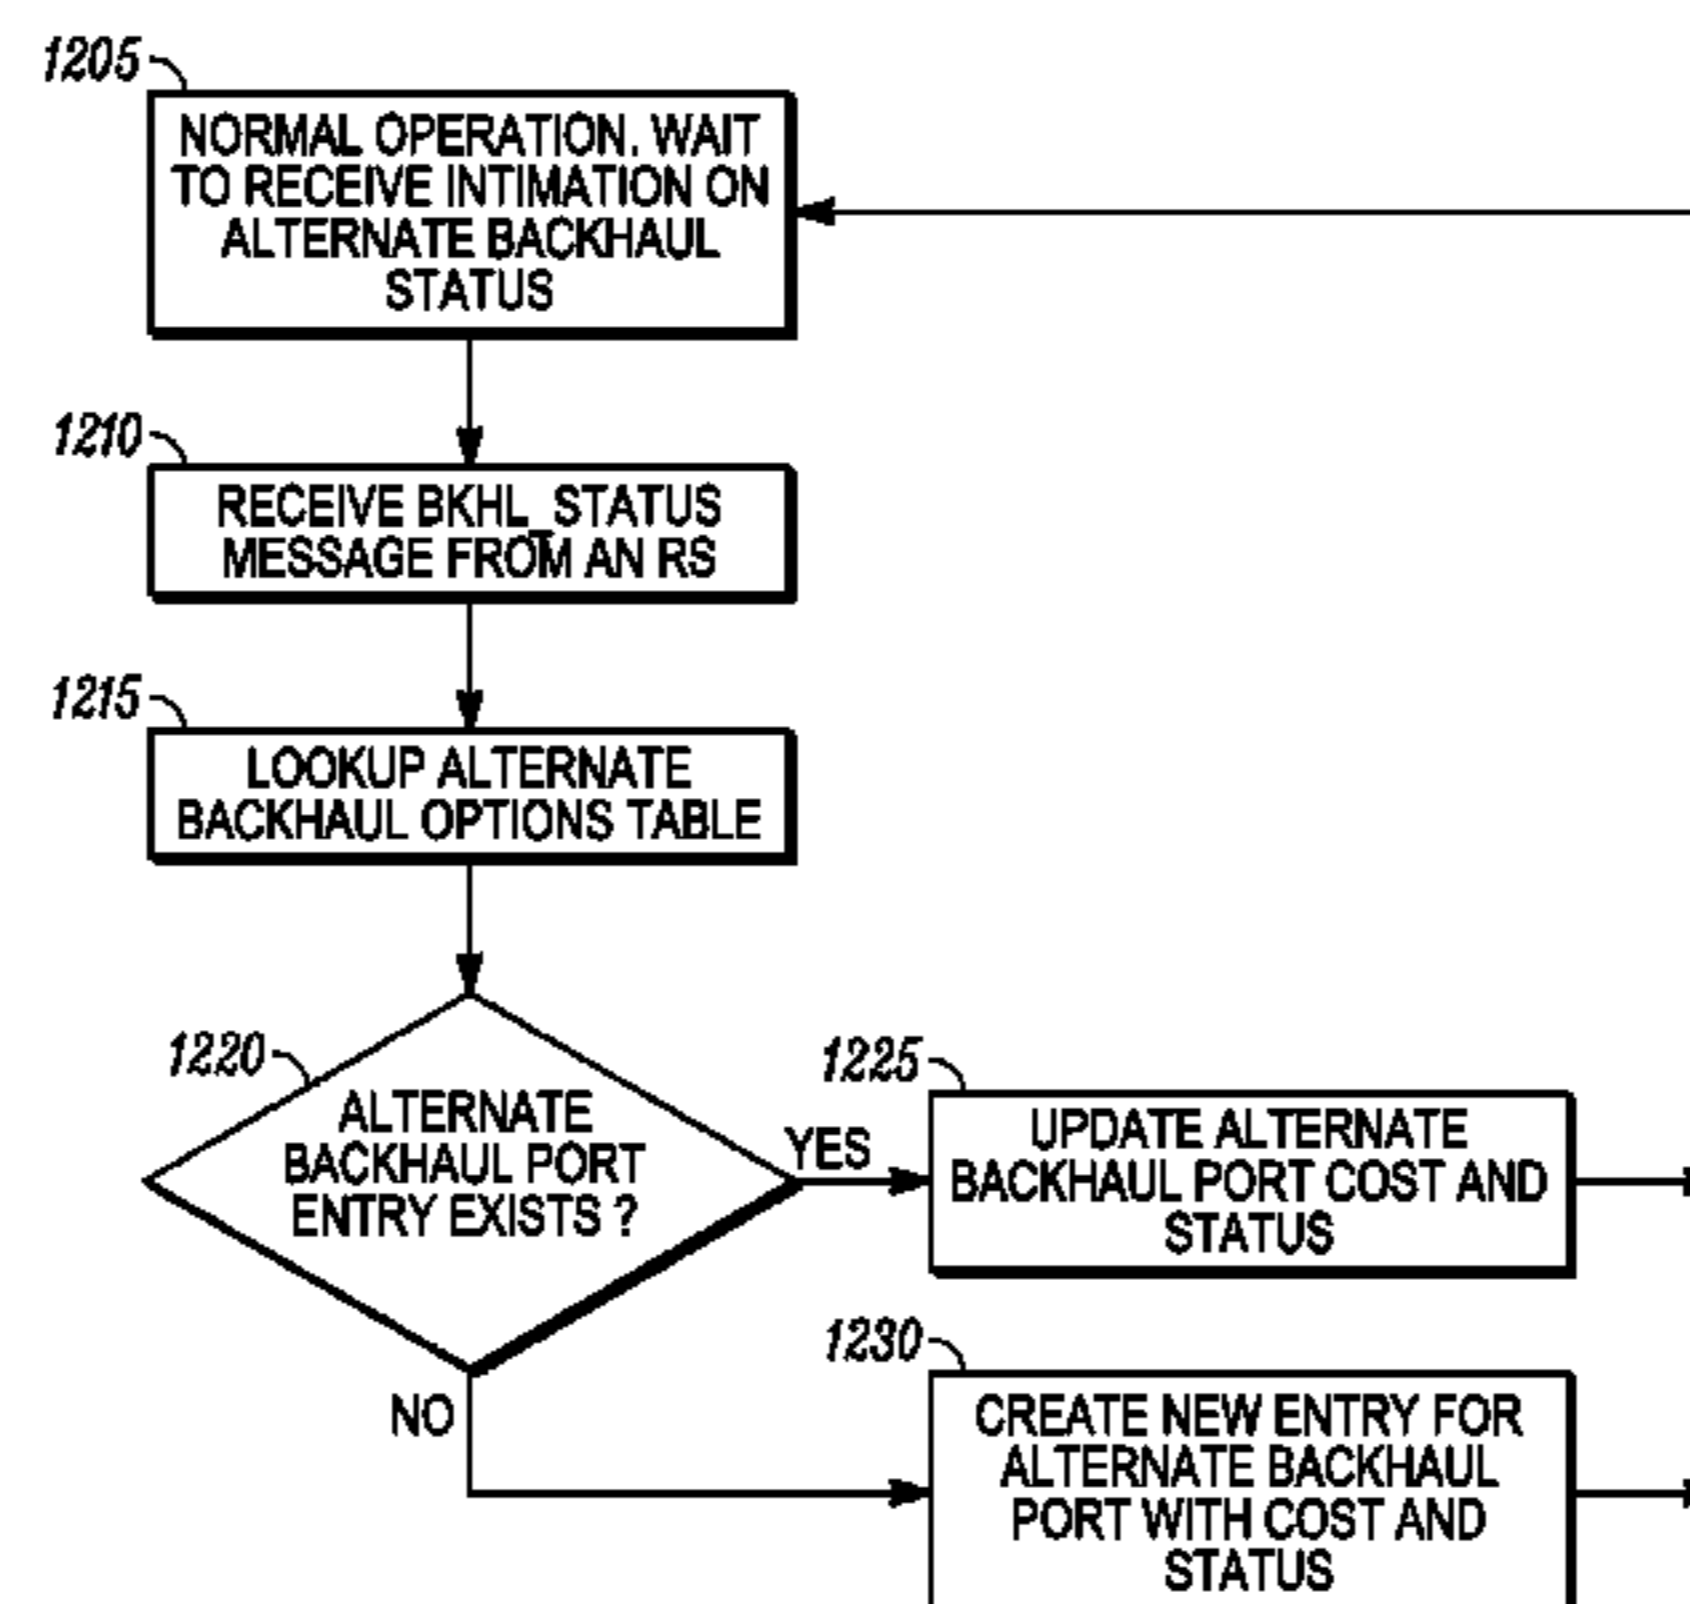 1205
NORMAL OPERATION. WAIT
TO RECEIVE INTIMATION ON
ALTERNATE BACKHAUL
STATUS
1210
RECEIVE BKHL_STATUS
MESSAGE FROM AN RS
1215
LOOKUP ALTERNATE
BACKHAUL OPTIONS TABLE
1220
ALTERNATE
BACKHAUL PORT
ENTRY EXISTS ?
YES
1225
UPDATE ALTERNATE
BACKHAUL PORT COST AND
STATUS
NO
1230
CREATE NEW ENTRY FOR
ALTERNATE BACKHAUL
PORT WITH COST AND
STATUS